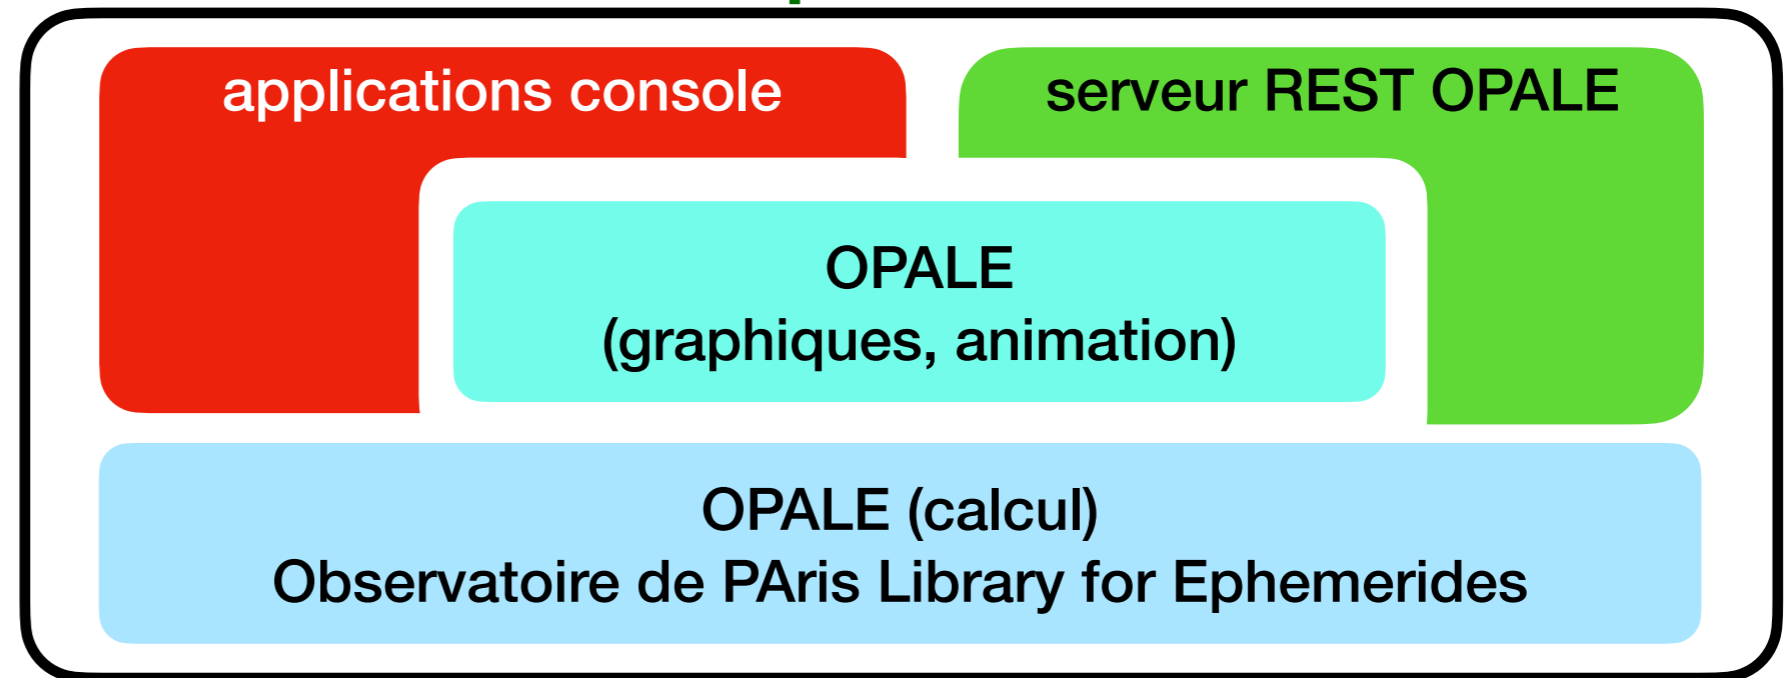 applications console
serveur REST OPALE
OPALE
(graphiques, animation)
OPALE (calcul)
Observatoire de PAris Library for Ephemerides